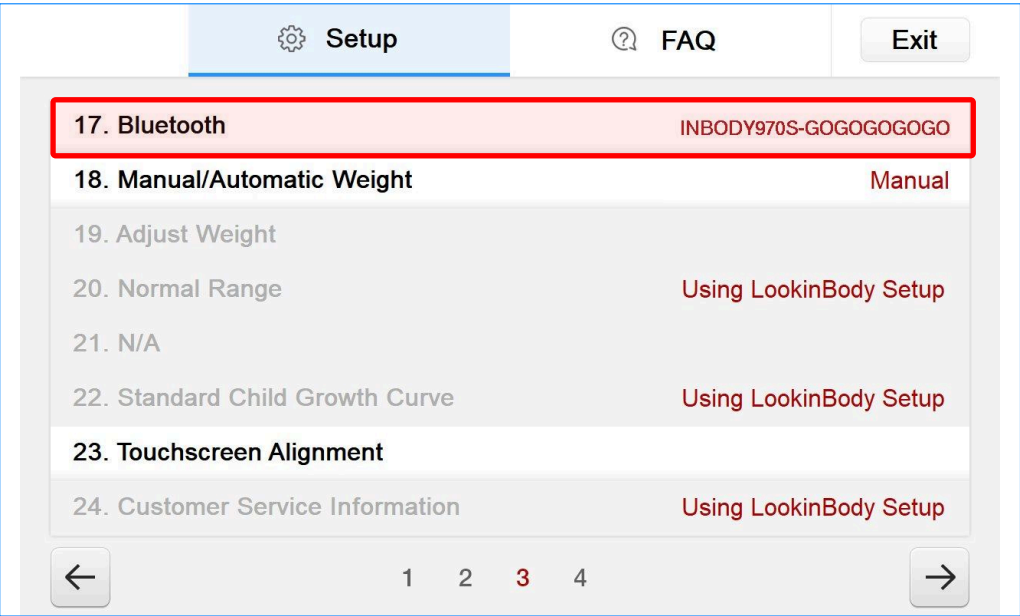 Setup
FAQ
Exit
17. Bluetooth INBODY970S-GOGOGOGOGO
18. Manual/Automatic Weight Manual
19. Adjust Weight
20. Normal Range Using LookinBody Setup
21. N/A
22. Standard Child Growth Curve Using LookinBody Setup
23. Touchscreen Alignment
24. Customer Service Information Using LookinBody Setup
1 2 3 4